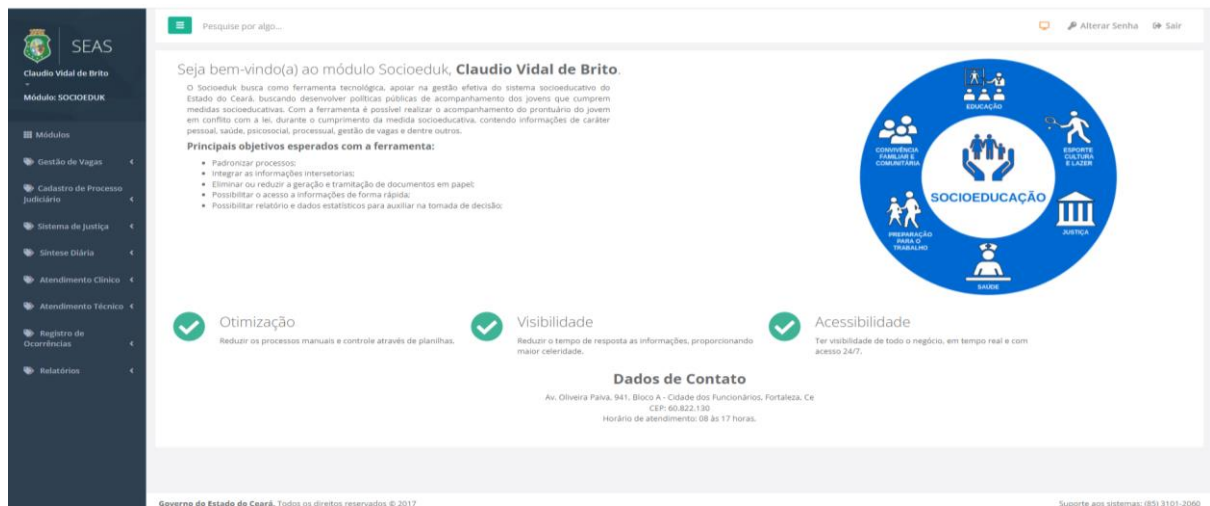 SEAS
Claudio Vidal de Brito
Módulo: SOCIOEDUK
Módulos
Gestão de Vagas
Cadastro de Processo
Judiciário
Sistema de Justiça
Síntese Diária
Atendimento Clínico
Atendimento Técnico
Registro de
Ocorrências
Relatórios
Pesquise por algo...
Alterar Senha
Sair
Seja bem-vindo(a) ao módulo Socioeduk, Claudio Vidal de Brito.
O Socioeduk busca como ferramenta tecnológica, apoiar na gestão efetiva do sistema socioeducativo do
Estado do Ceará, buscando desenvolver políticas públicas de acompanhamento dos jovens que cumprem
medidas socioeducativas. Com a ferramenta é possível realizar o acompanhamento do prontuário do jovem
em conflito com a lei, durante o cumprimento da medida socioeducativa, contendo informações de caráter
pessoal, saúde, psicosocial, processual, gestão de vagas e dentre outros.
Principais objetivos esperados com a ferramenta:
Padronizar processos;
Integrar as informações intersetorias;
Eliminar ou reduzir a geração e tramitação de documentos em papel;
Possibilitar o acesso a informações de forma rápida;
Possibilitar relatório e dados estatísticos para auxiliar na tomada de decisão;
EDUCAÇÃO
CONVIVÊNCIA
FAMILIAR E
COMUNITÁRIA
ESPORTE
CULTURA
E LAZER
SOCIOEDUCAÇÃO
PREPARAÇÃO
PARA O
TRABALHO
JUSTIÇA
SAÚDE
Otimização
Reduzir os processos manuais e controle através de planilhas.
Visibilidade
Reduzir o tempo de resposta as informações, proporcionando
maior celeridade.
Acessibilidade
Ter visibilidade de todo o negócio, em tempo real e com
acesso 24/7.
Dados de Contato
Av. Oliveira Paiva, 941, Bloco A - Cidade dos Funcionários, Fortaleza, Ce
CEP: 60.822.130
Horário de atendimento: 08 às 17 horas.
Governo do Estado do Ceará. Todos os direitos reservados © 2017
Suporte aos sistemas: (85) 3101-2060